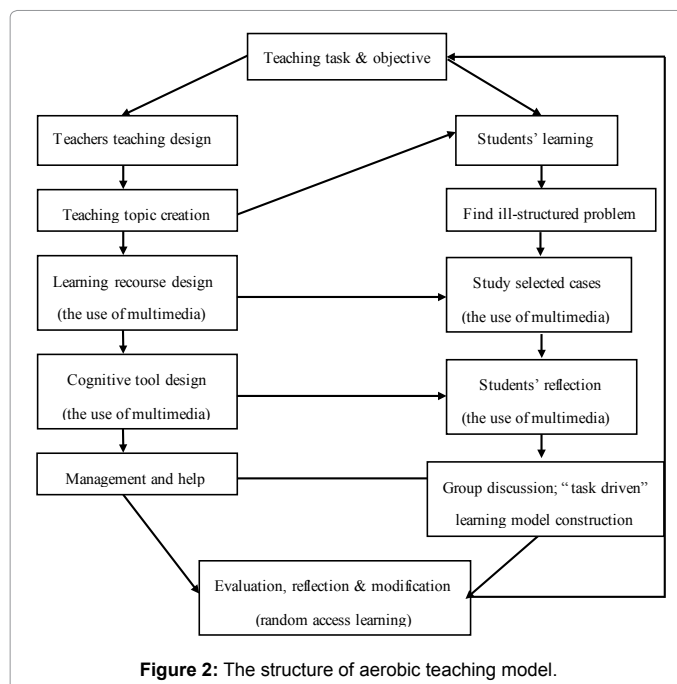 Teaching task & objective
Teachers teaching design
Students' learning
Teaching topic creation
Find ill-structured problem
Learning recourse design
(the use of multimedia)
Study selected cases
(the use of multimedia)
Cognitive tool design
(the use of multimedia)
Students' reflection
(the use of multimedia)
Management and help
Group discussion; “task driven”
learning model construction
Evaluation, reflection & modification
(random access learning)
Figure 2: The structure of aerobic teaching model.